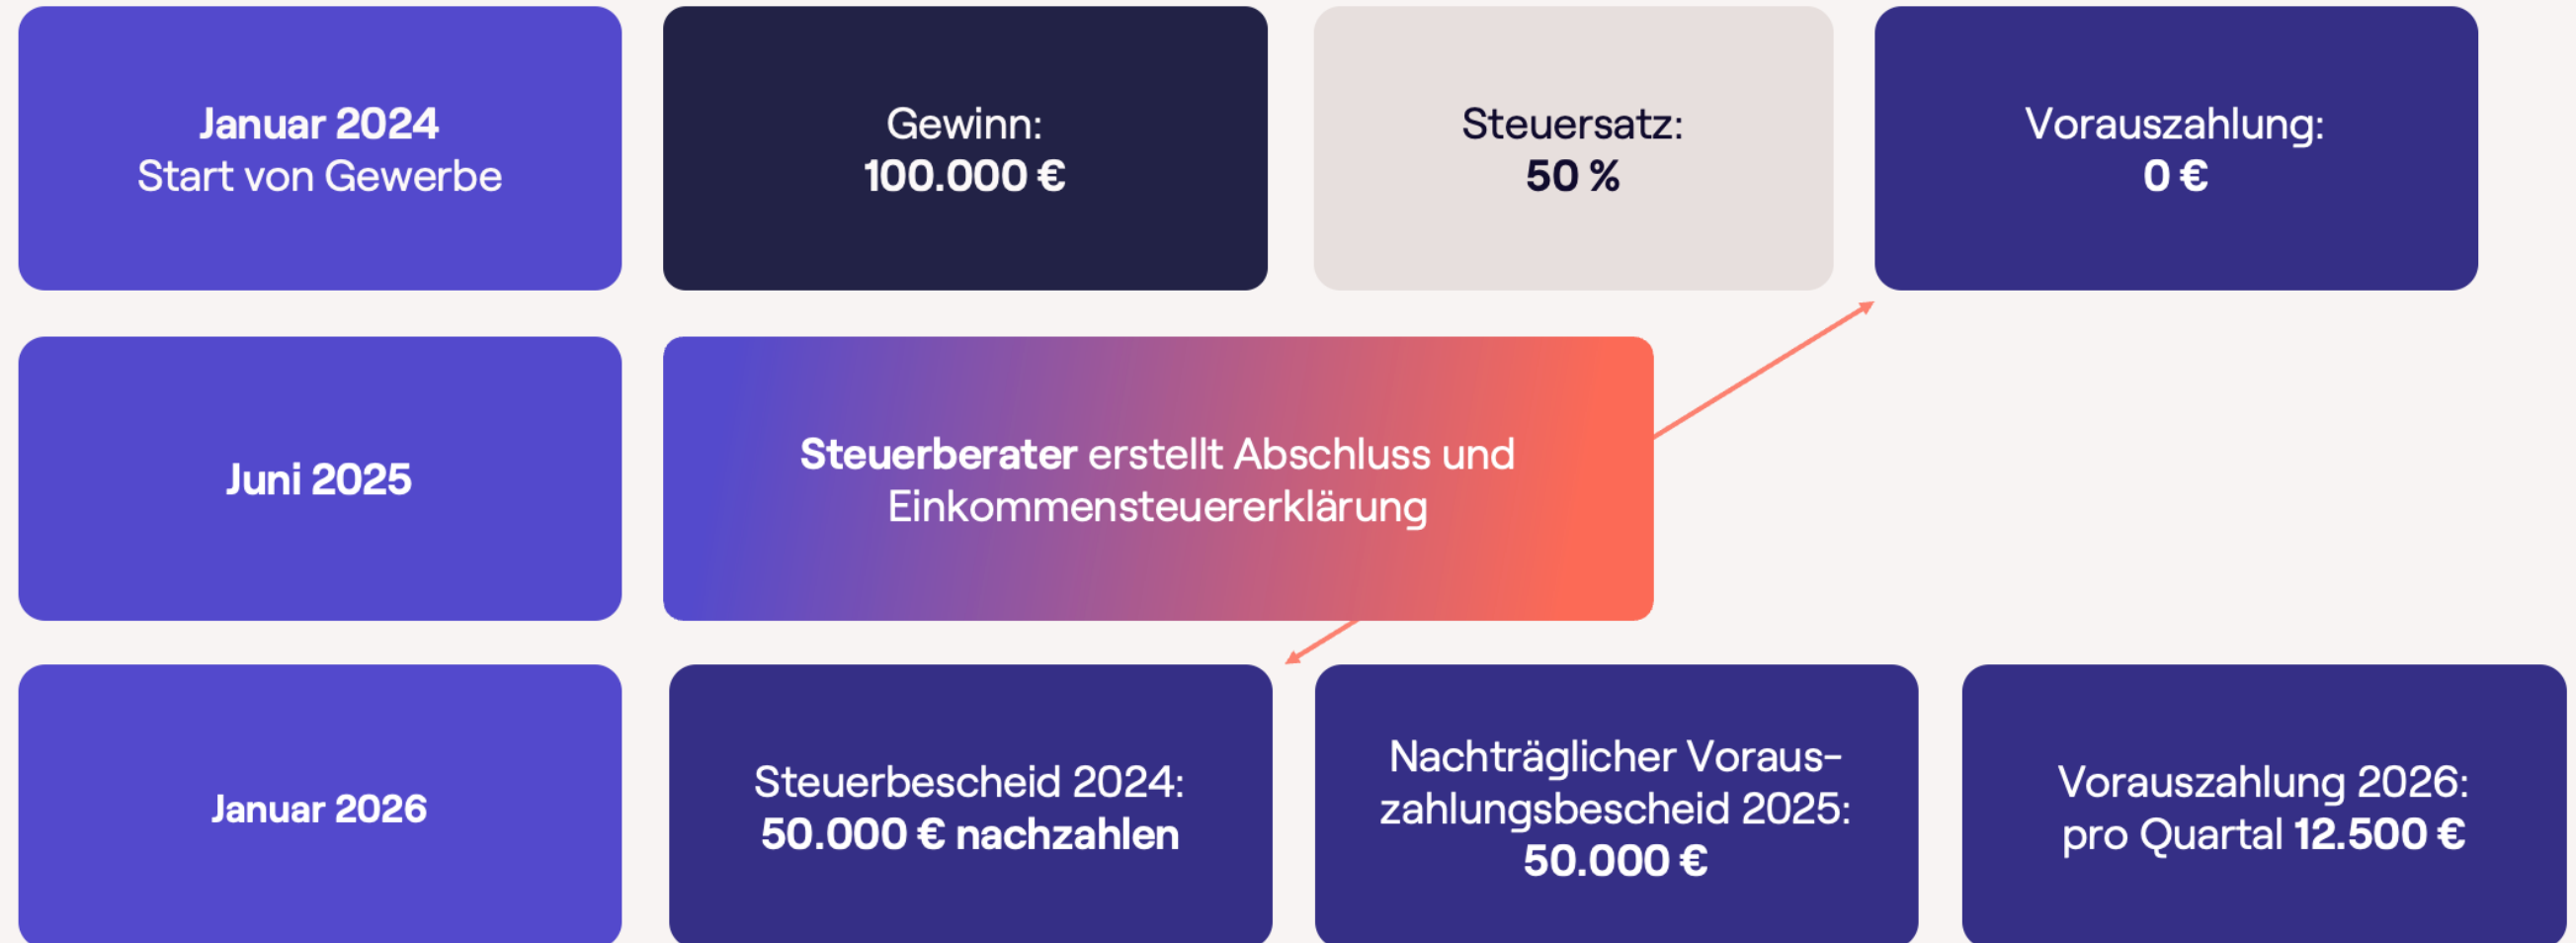 Januar 2024
Start von Gewerbe
Gewinn:
100.000 €
Steuersatz:
50 %
Vorauszahlung:
0 €
Juni 2025
Steuerberater erstellt Abschluss und
Einkommensteuererklärung
Januar 2026
Steuerbescheid 2024:
50.000 € nachzahlen
Nachträglicher Voraus-
zahlungsbescheid 2025:
50.000 €
Vorauszahlung 2026:
pro Quartal 12.500 €